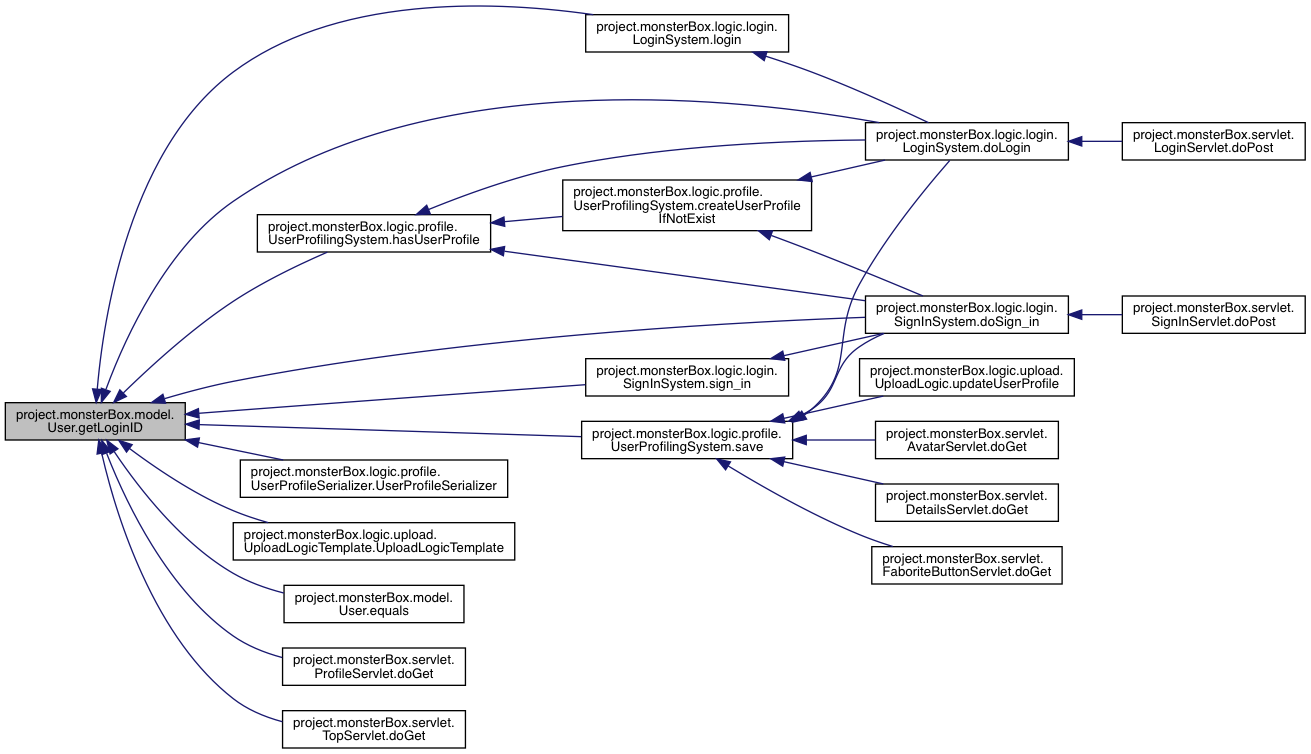 project.monsterBox.logic.login.
LoginSystem.login
project.monsterBox.logic.login.
LoginSystem.doLogin
project.monsterBox.servlet.
LoginServlet.doPost
project.monsterBox.logic.profile.
UserProfilingSystem.createUserProfile
IfNotExist
project.monsterBox.logic.profile.
UserProfilingSystem.hasUserProfile
project.monsterBox.logic.login.
SignInSystem.doSign_in
project.monsterBox.servlet.
SignInServlet.doPost
project.monsterBox.logic.login.
SignInSystem.sign_in
project.monsterBox.logic.upload.
UploadLogic.updateUserProfile
project.monsterBox.model.
User.getLoginID
project.monsterBox.logic.profile.
UserProfilingSystem.save
project.monsterBox.servlet.
AvatarServlet.doGet
project.monsterBox.logic.profile.
UserProfileSerializer.UserProfileSerializer
project.monsterBox.servlet.
DetailsServlet.doGet
project.monsterBox.logic.upload.
UploadLogicTemplate.UploadLogicTemplate
project.monsterBox.servlet.
FaboriteButtonServlet.doGet
project.monsterBox.model.
User.equals
project.monsterBox.servlet.
ProfileServlet.doGet
project.monsterBox.servlet.
TopServlet.doGet